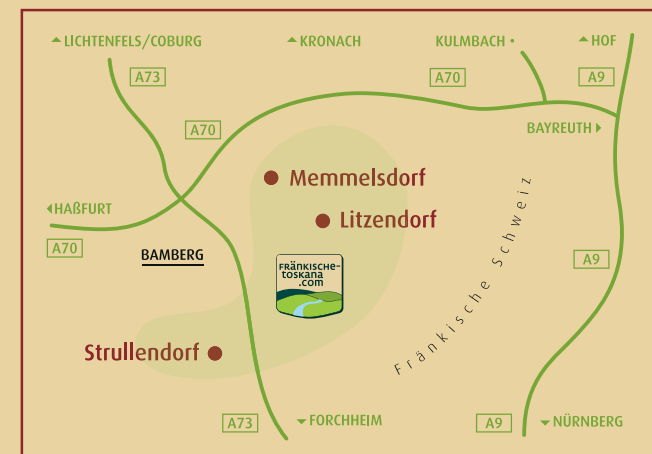 LICHTENFELS/COBURG
KRONACH
KULMBACH
HOF
A73
A70
A9
A70
BAYREUTH
Memmelsdorf
HAßFURT
Litzendorf
A70
BAMBERG
FRÄNKISCHE-
TOSKANA
.COM
Fränkische Schweiz
A9
Strullendorf
A73
FORCHHEIM
A9
NÜRNBERG